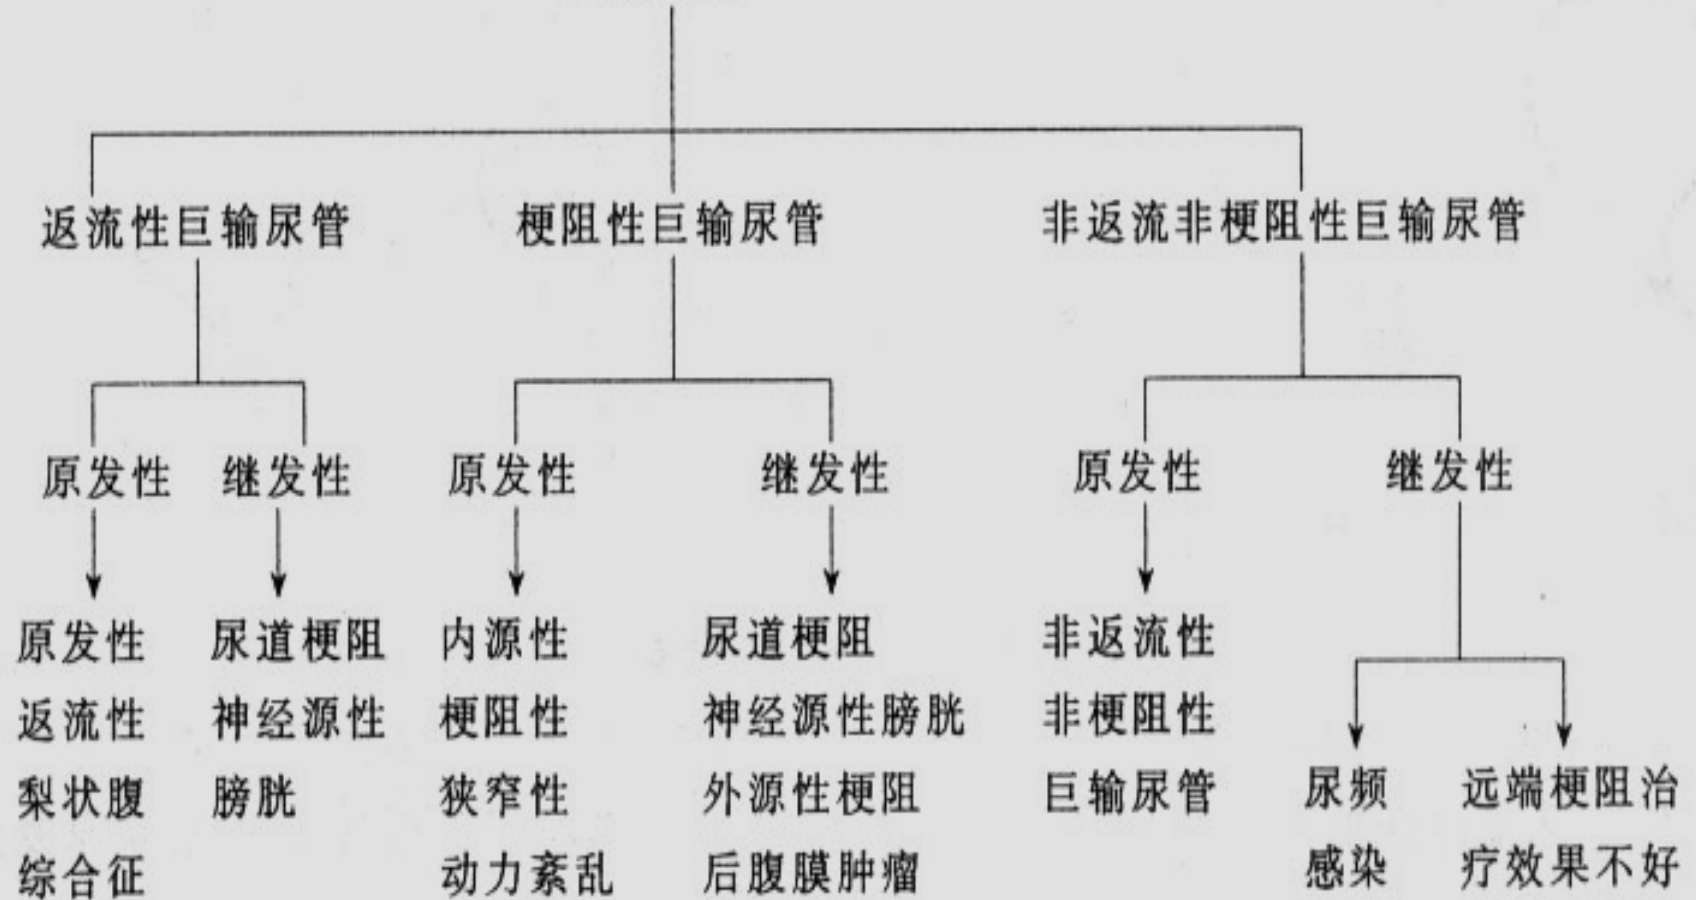 返流性巨输尿管
梗阻性巨输尿管
非返流非梗阻性巨输尿管
原发性
继发性
原发性
继发性
原发性
继发性
原发性
返流性
梨状腹
综合征
尿道梗阻
神经源性
膀胱
内源性
梗阻性
狭窄性
动力紊乱
尿道梗阻
神经源性膀胱
外源性梗阻
后腹膜肿瘤
非返流性
非梗阻性
巨输尿管
尿频
感染
远端梗阻治
疗效果不好